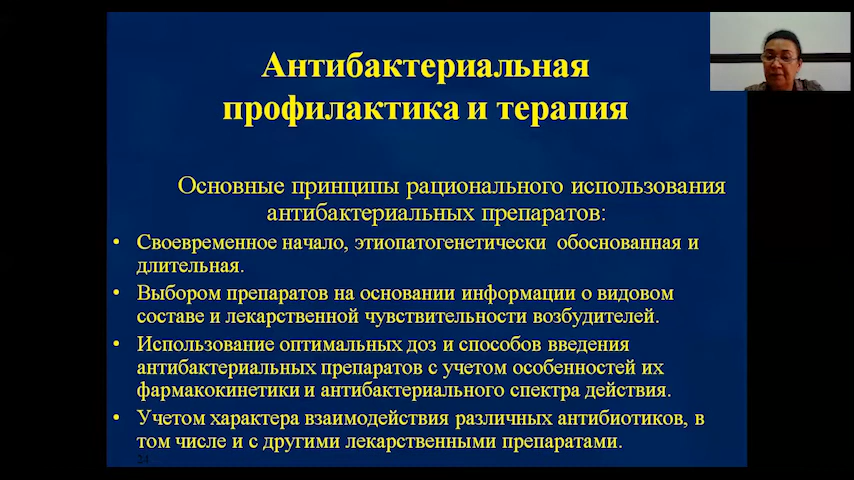 Антибактериальная
профилактика и терапия
Основные принципы рационального использования
антибактериальных препаратов:
• Своевременное начало, этиопатогенетически обоснованная и
длительная.
• Выбором препаратов на основании информации о видовом
составе и лекарственной чувствительности возбудителей.
• Использование оптимальных доз и способов введения
антибактериальных препаратов с учетом особенностей их
фармакокинетики и антибактериального спектра действия.
• Учетом характера взаимодействия различных антибиотиков, в
том числе и с другими лекарственными препаратами.
24